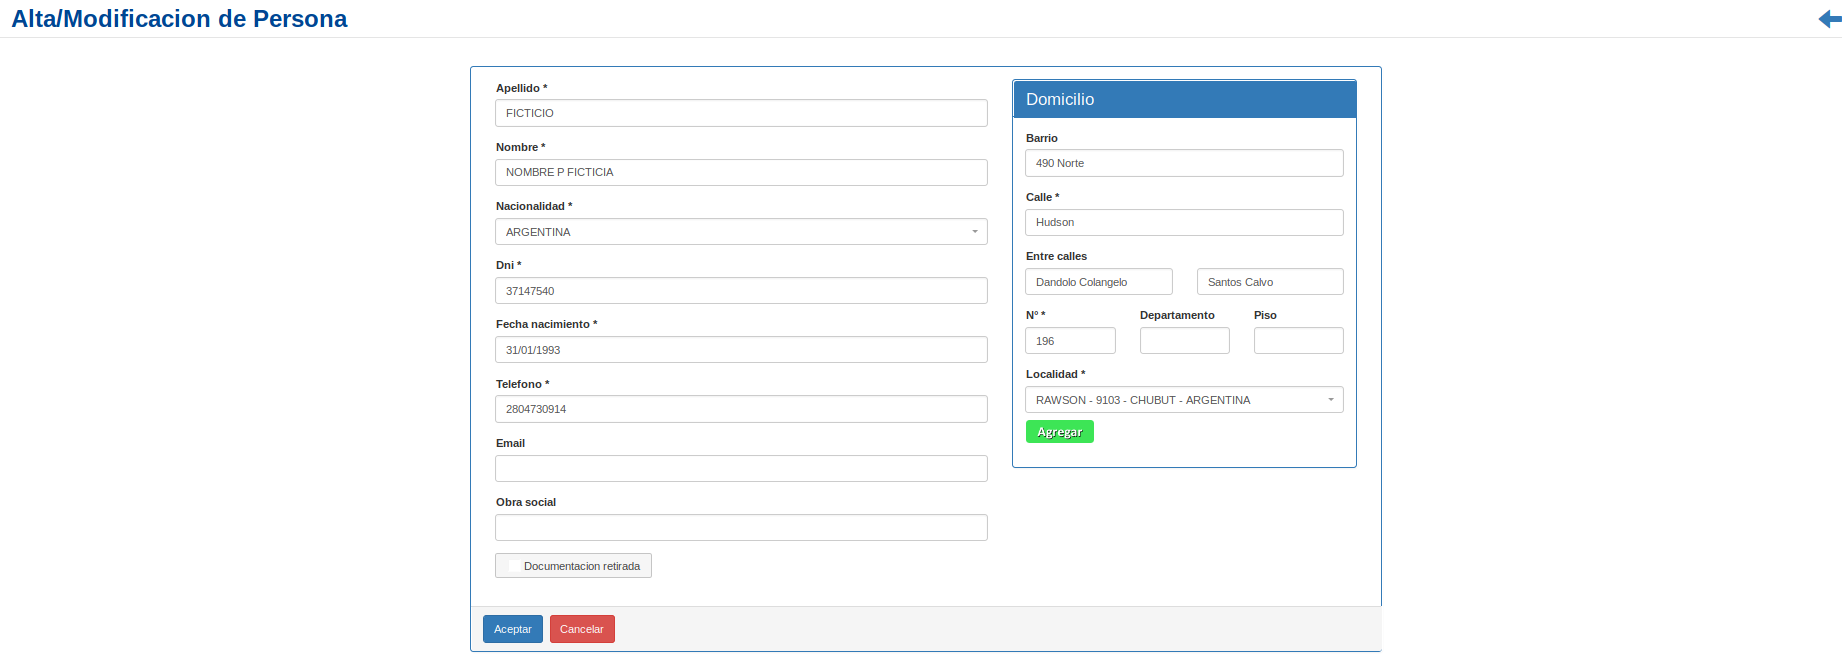 Alta/Modificacion de Persona
Apellido *
FICTICIO
Nombre *
NOMBRE P FICTICIA
Nacionalidad *
ARGENTINA
Dni *
37147540
Fecha nacimiento *
31/01/1993
Telefono *
2804730914
Email
Obra social
Documentacion retirada
Domicilio
Barrio
490 Norte
Calle *
Hudson
Entre calles
Dandolo Colangelo Santos Calvo
Nº * Departamento Piso
196
Localidad *
RAWSON - 9103 - CHUBUT - ARGENTINA
Agregar
Aceptar Cancelar